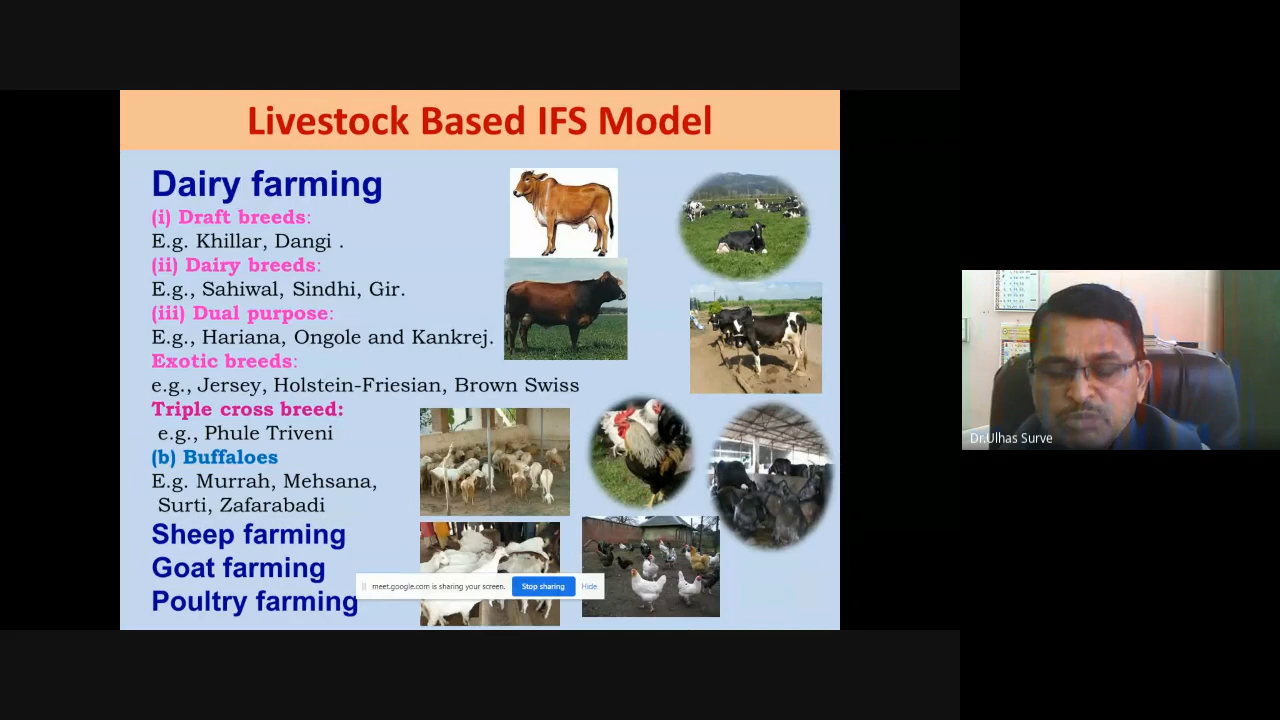 Livestock Based IFS Model
Dairy farming
(i) Draft breeds:
E.g. Khillar, Dangi .
(ii) Dairy breeds:
E.g., Sahiwal, Sindhi, Gir.
(iii) Dual purpose:
E.g., Hariana, Ongole and Kankrej.
Exotic breeds:
e.g., Jersey, Holstein-Friesian, Brown Swiss
Triple cross breed:
e.g., Phule Triveni
(b) Buffaloes
E.g. Murrah, Mehsana,
Surti, Zafarabadi
Sheep farming
Goat farming
Poultry farming
meet.google.com is sharing your screen.
Stop sharing
Hide
Dr.Ulhas Surve